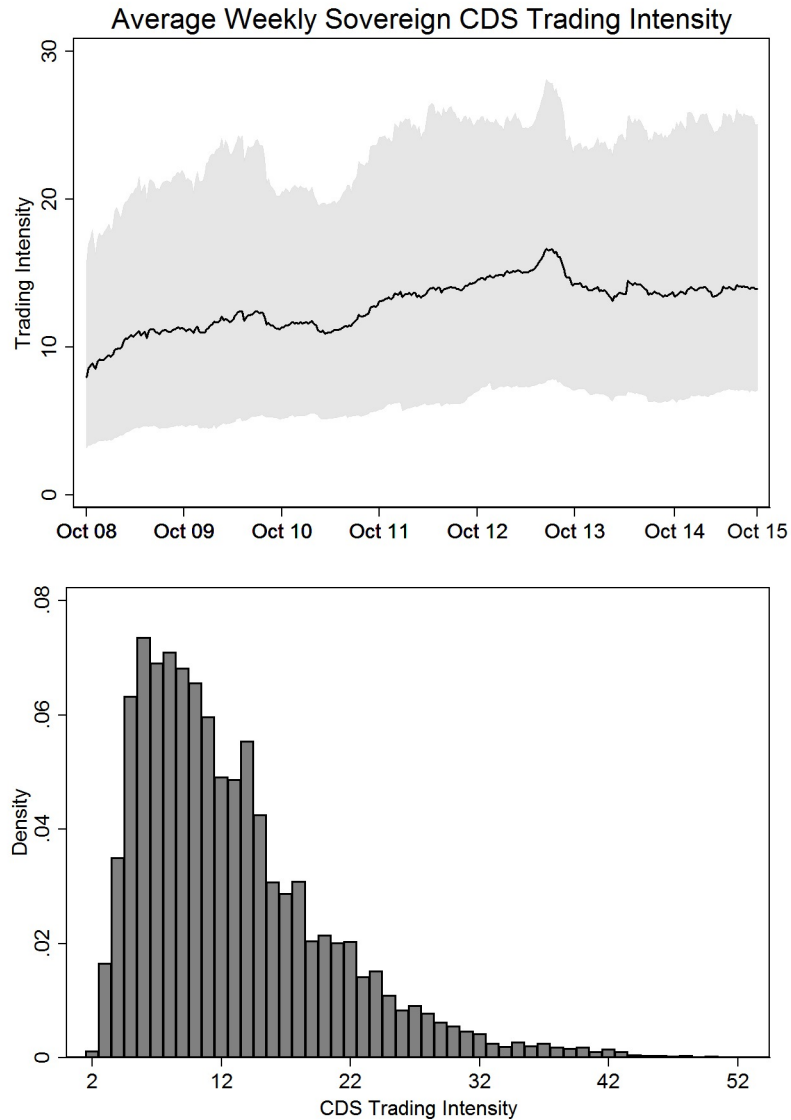 Average Weekly Sovereign CDS Trading Intensity
30
20
10
0
Trading Intensity
Oct 08 Oct 09 Oct 10 Oct 11 Oct 12 Oct 13 Oct 14 Oct 15
.08
.06
.04
.02
0
Density
2 12 22 32 42 52
CDS Trading Intensity